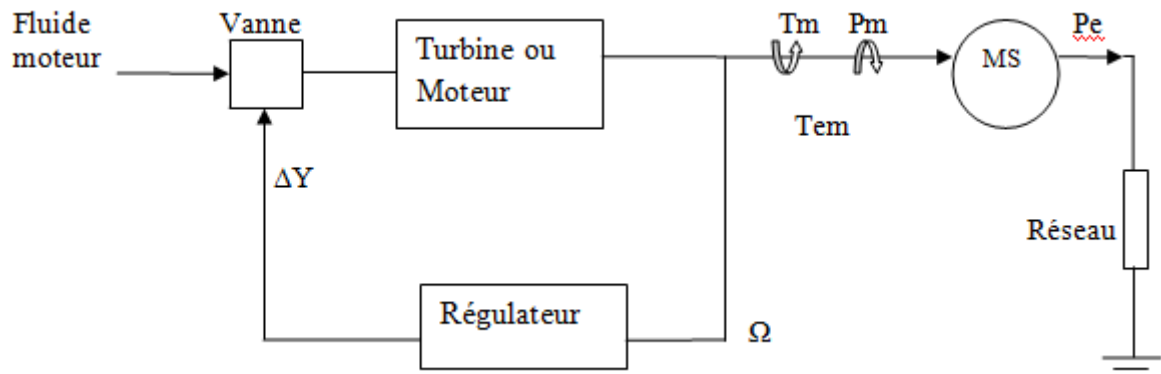 Fluide
moteur
Vanne
Turbine ou
Moteur
Tm
Pm
Tem
MS
Pe
ΔY
Régulateur
Ω
Réseau